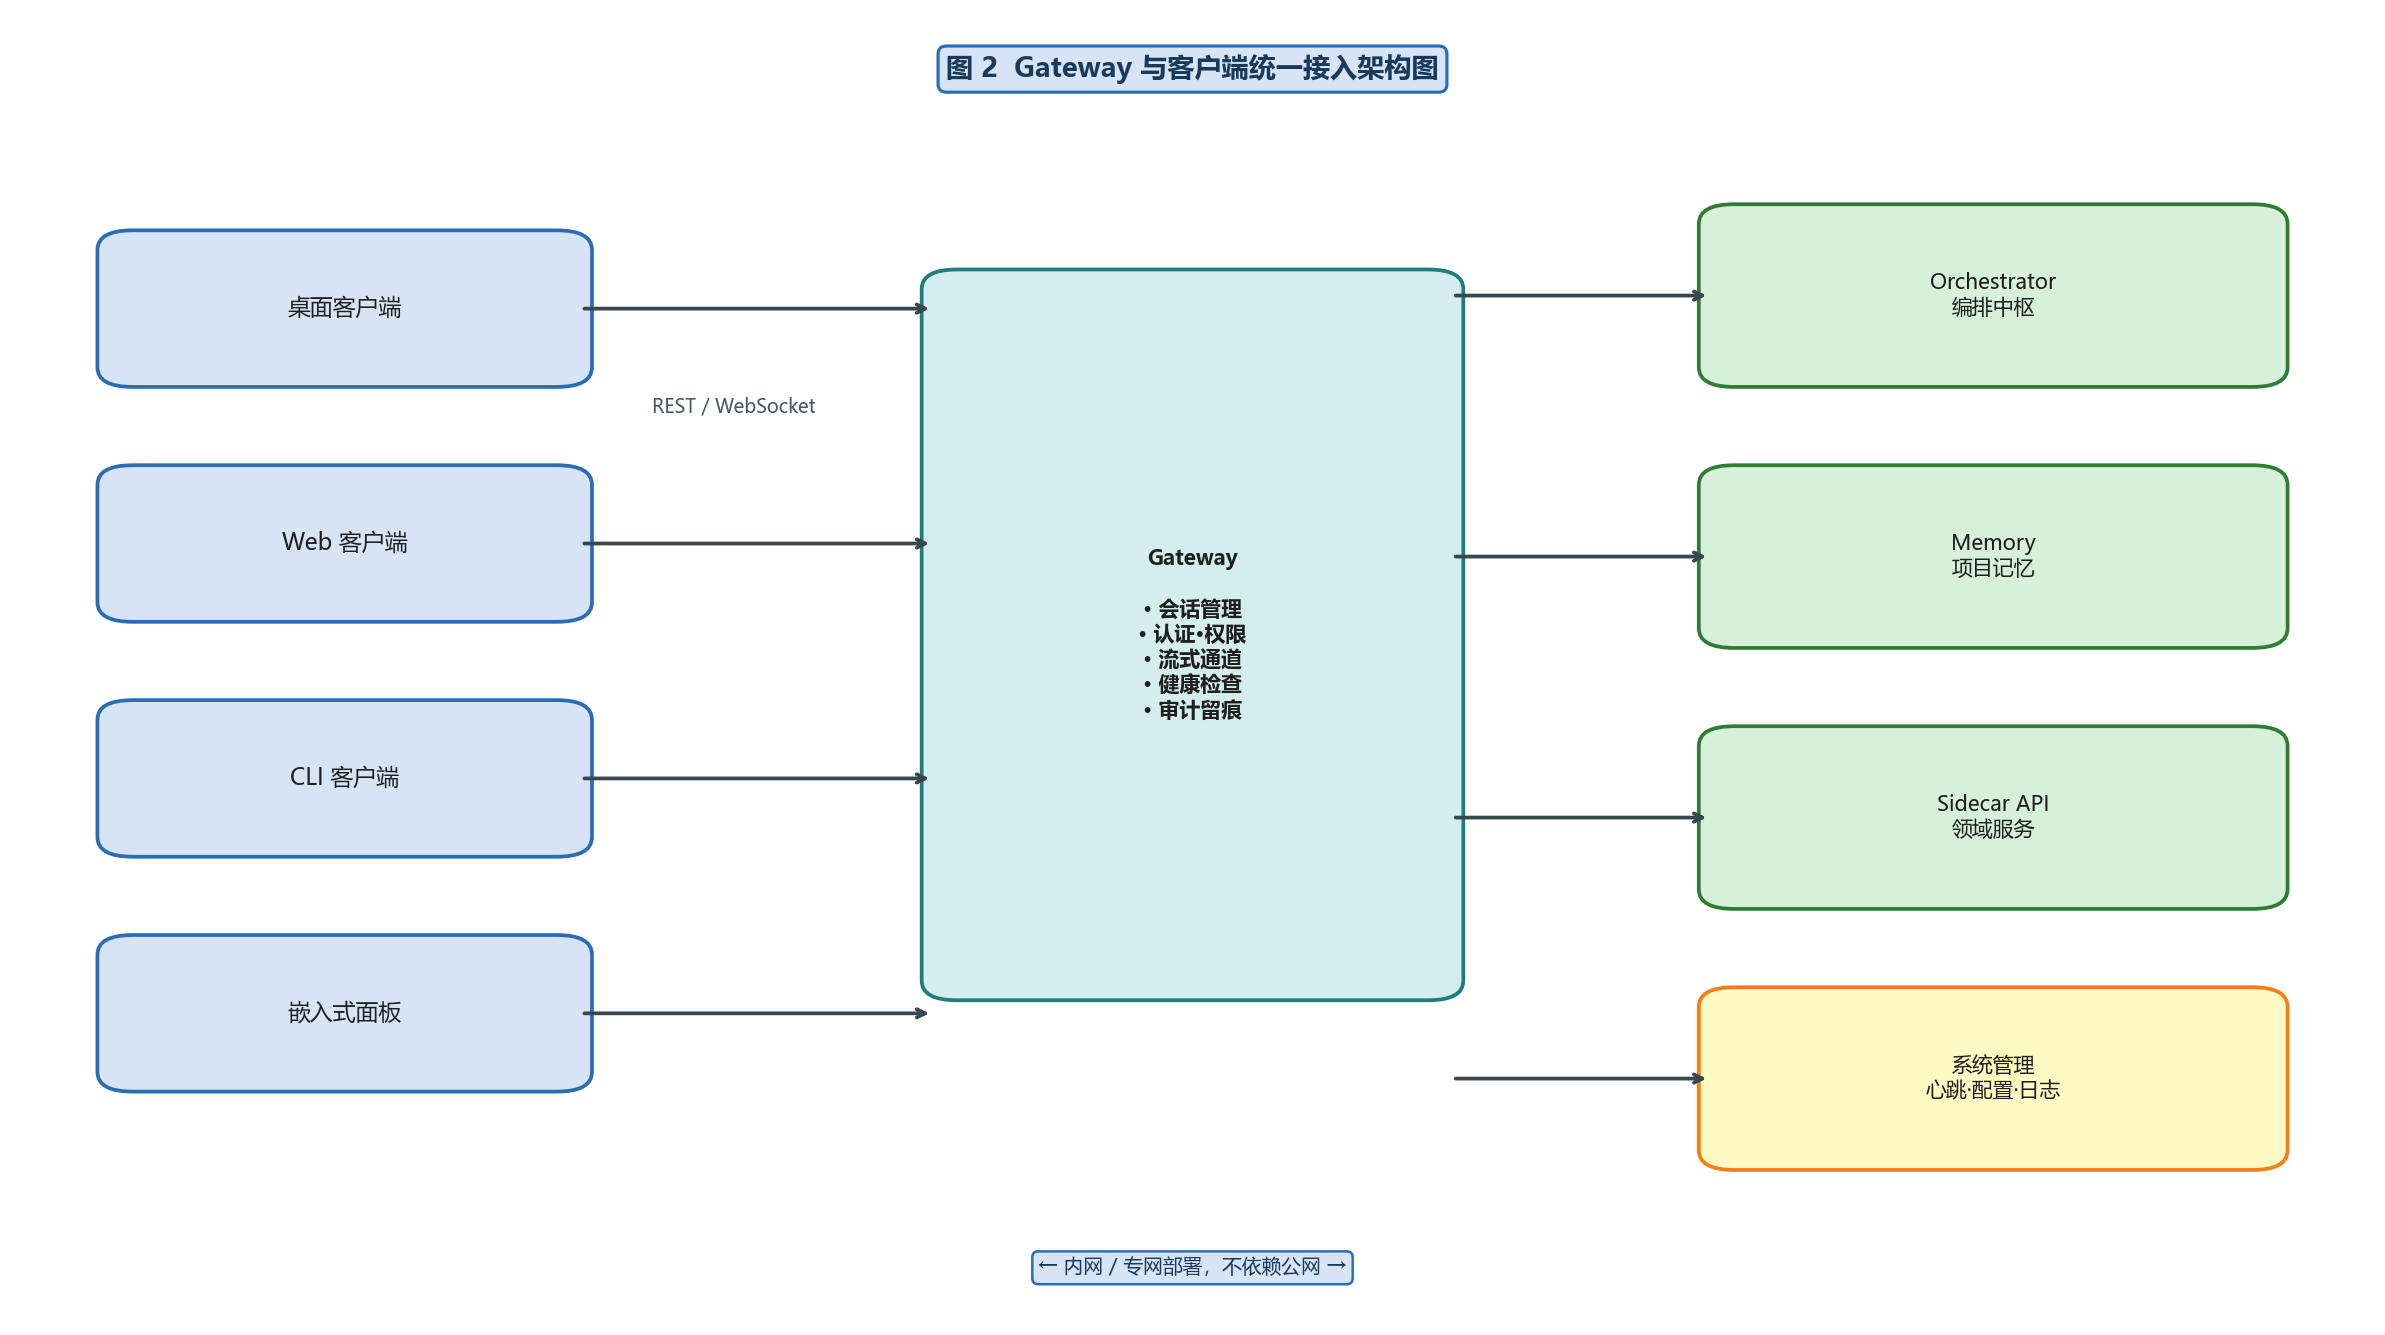 图 2  Gateway 与客户端统一接入架构图
桌面客户端
REST / WebSocket
Web 客户端
CLI 客户端
嵌入式面板
Gateway
• 会话管理
• 认证·权限
• 流式通道
• 健康检查
• 审计留痕
Orchestrator
编排中枢
Memory
项目记忆
Sidecar API
领域服务
系统管理
心跳·配置·日志
← 内网 / 专网部署，不依赖公网 →